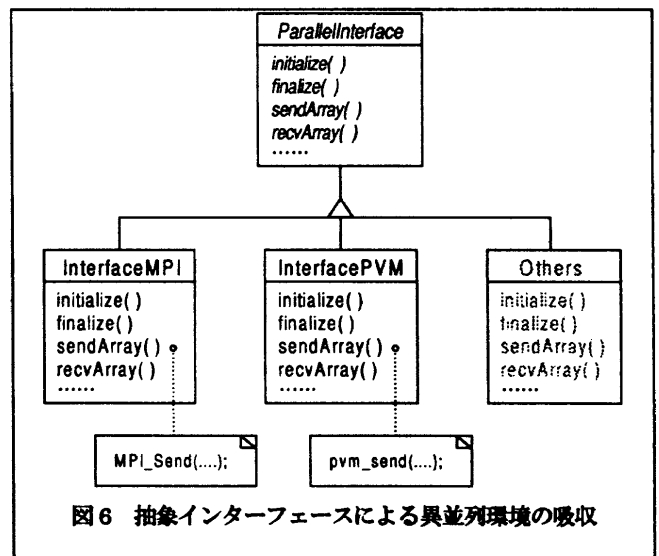 ParallelInterface
initialize( )
finalize( )
sendArray( )
recvArray( )
……
InterfaceMPI
initialize( )
finalize( )
sendArray( )
recvArray( )
……
InterfacePVM
initialize( )
finalize( )
sendArray( )
recvArray( )
……
Others
initialize( )
finalize( )
sendArray( )
recvArray( )
……
MPI_Send(....);
pvm_send(....);
図6 抽象インターフェースによる異並列環境の吸収